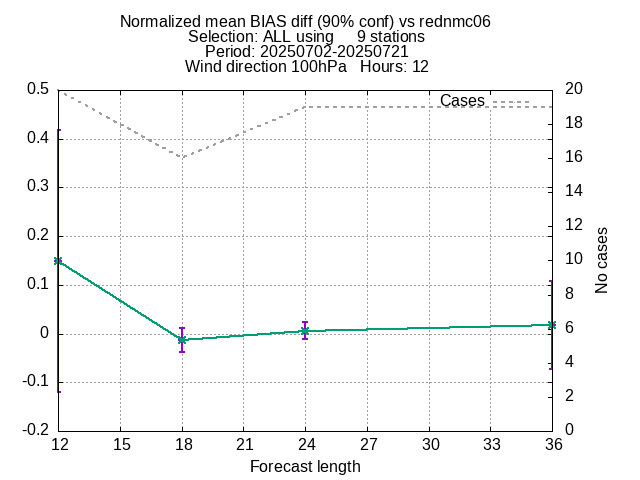 Normalized mean BIAS diff (90% conf) vs rednmc06
Selection: ALL using     9 stations
Period: 20250702-20250721
Wind direction 100hPa   Hours: 12
Cases
0.5
0.4
0.3
0.2
0.1
0
-0.1
-0.2
20
18
16
14
12
10
8
6
4
2
0
No cases
12 15 18 21 24 27 30 33 36
Forecast length